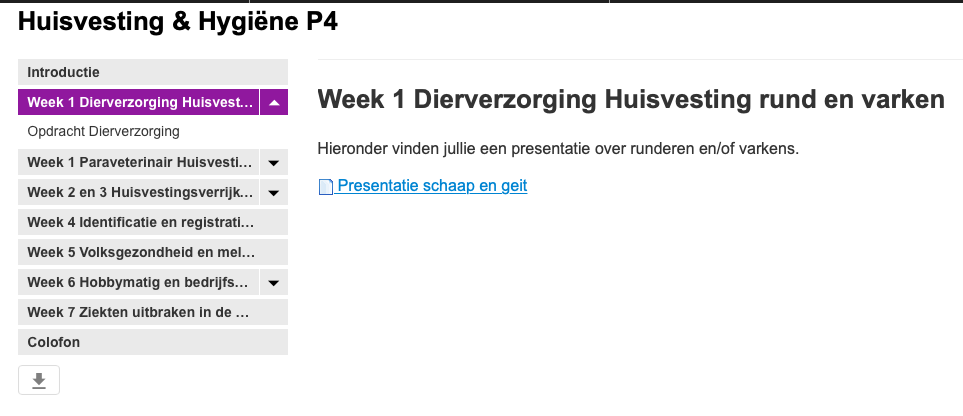 Huisvesting & Hygiëne P4
Introductie
Week 1 Dierverzorging Huisvest...
Opdracht Dierverzorging
Week 1 Paraveterinair Huisvesti...
Week 2 en 3 Huisvestingsverrijk...
Week 4 Identificatie en registrati...
Week 5 Volksgezondheid en mel...
Week 6 Hobbymatig en bedrijfs...
Week 7 Ziekten uitbraken in de ...
Colofon
Week 1 Dierverzorging Huisvesting rund en varken
Hieronder vinden jullie een presentatie over runderen en/of varkens.
Presentatie schaap en geit